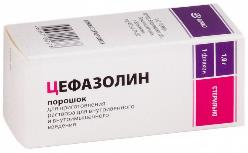 1,0 г
1 флакон
СТЕРИЛЬНО
ЦЕФАЗОЛИН
порошок
для приготовления
раствора для внутривенного
и внутримышечного
введения